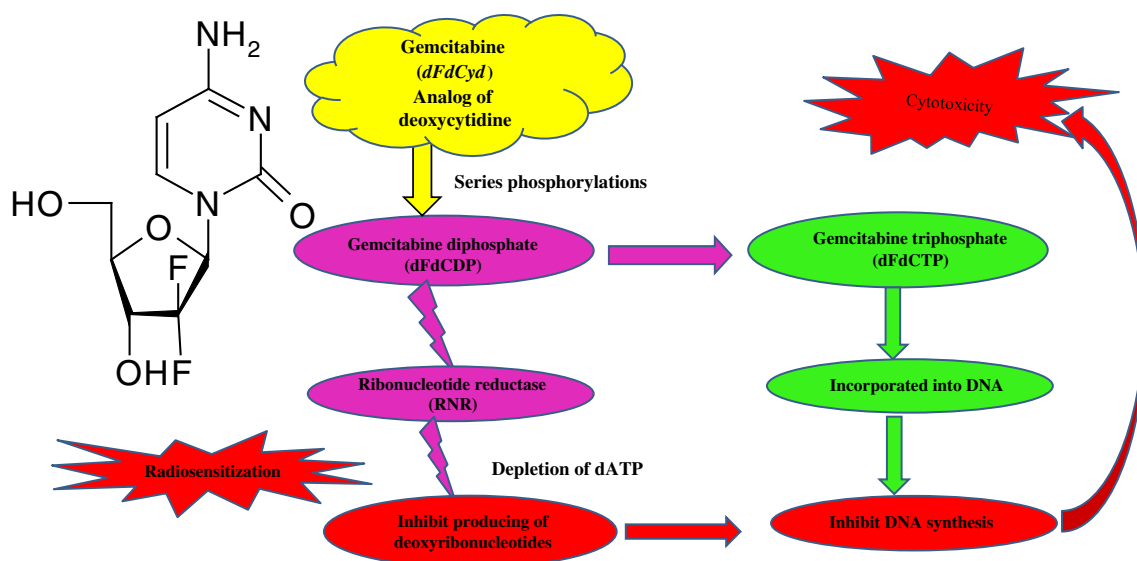 NH2
N
N
O
HO
O
F
OHF
Gemcitabine
(dFdCyd)
Analog of
deoxycytidine
Series phosphorylations
Cytotoxicity
Gemcitabine diphosphate
(dFdCDP)
Gemcitabine triphosphate
(dFdCTP)
Ribonucleotide reductase
(RNR)
Incorporated into DNA
Radiosensitization
Depletion of dATP
Inhibit producing of
deoxyribonucleotides
Inhibit DNA synthesis